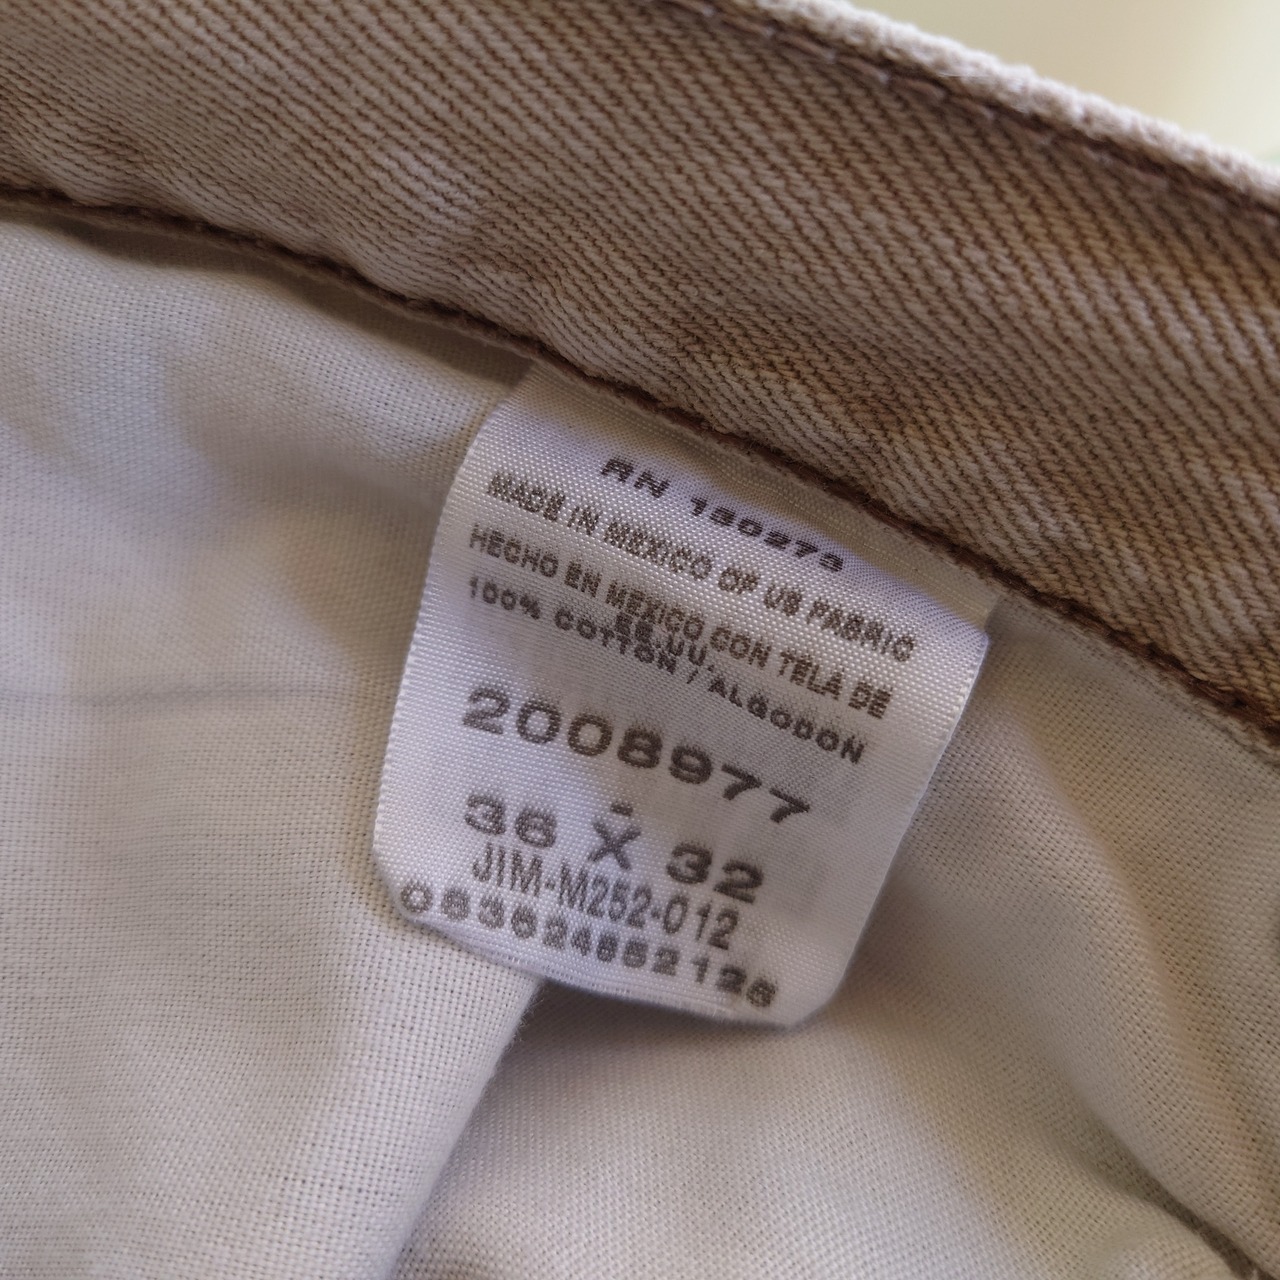 RN 130273
MADE IN MEXICO OF US FABRIC
HECHO EN MEXICO CON TELA DE
EE.UU.
100% COTTON / ALGODON
2008977
-
36 X 32
JIM-M252-012
083624852126